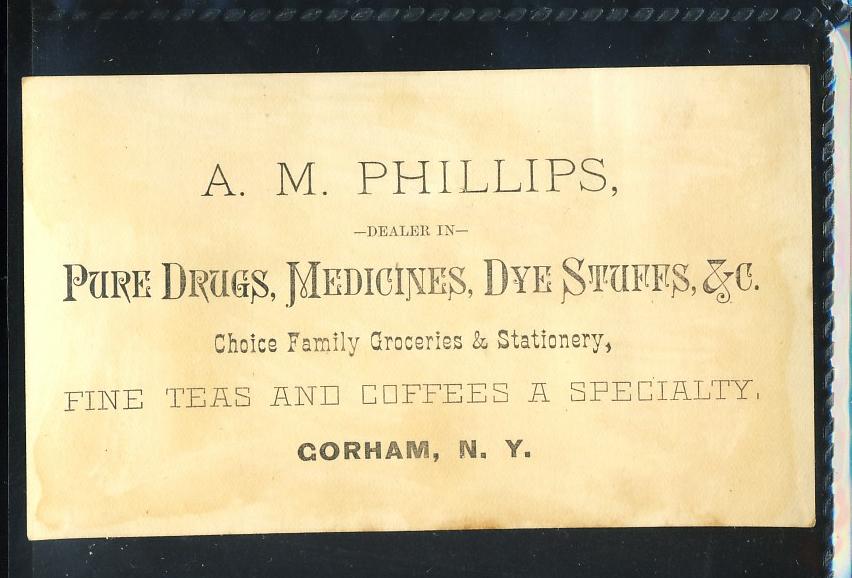 A. M. PHILLIPS,
—DEALER IN—
PURE DRUGS, MEDICINES, DYE STUFFS, &C.
Choice Family Groceries & Stationery,
FINE TEAS AND COFFEES A SPECIALTY,
GORHAM, N. Y.